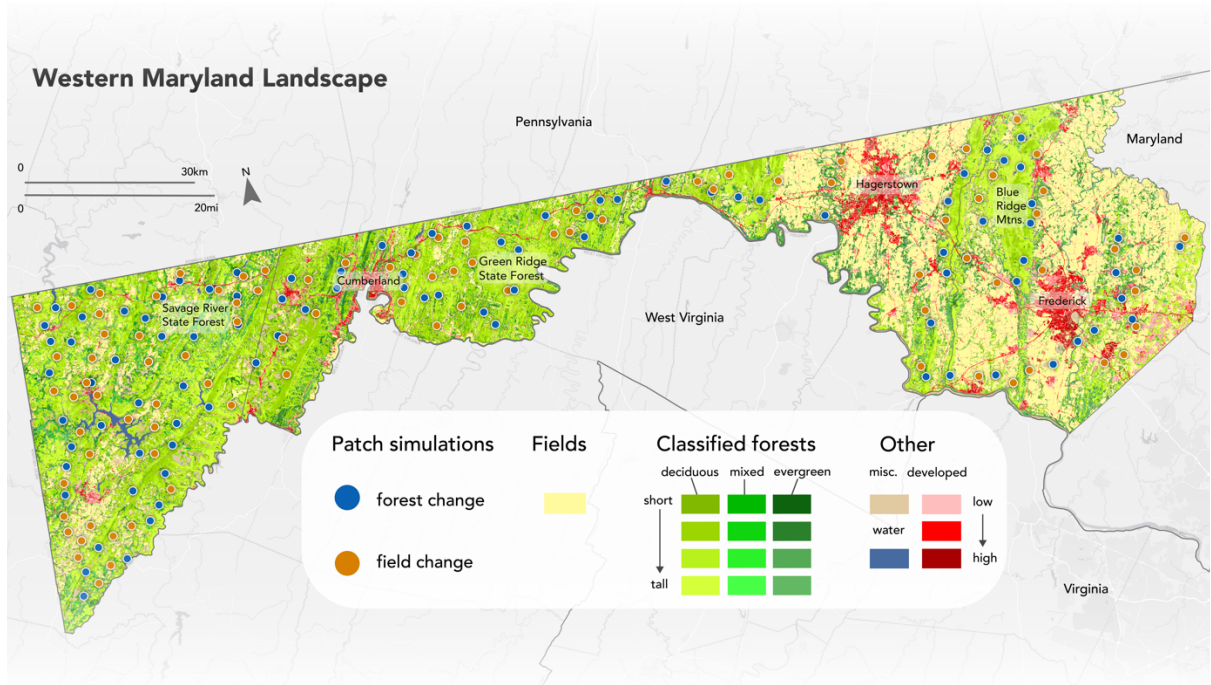 Western Maryland Landscape
Pennsylvania
Maryland
0
30km
N
0
20mi
Hagerstown
Blue
Ridge
Mtns.
Green Ridge
State Forest
Cumberland
Savage River
State Forest
Frederick
West Virginia
Patch simulations
forest change
field change
Fields
Classified forests
deciduous
mixed
evergreen
short
tall
Other
misc.
developed
low
water
high
Virginia